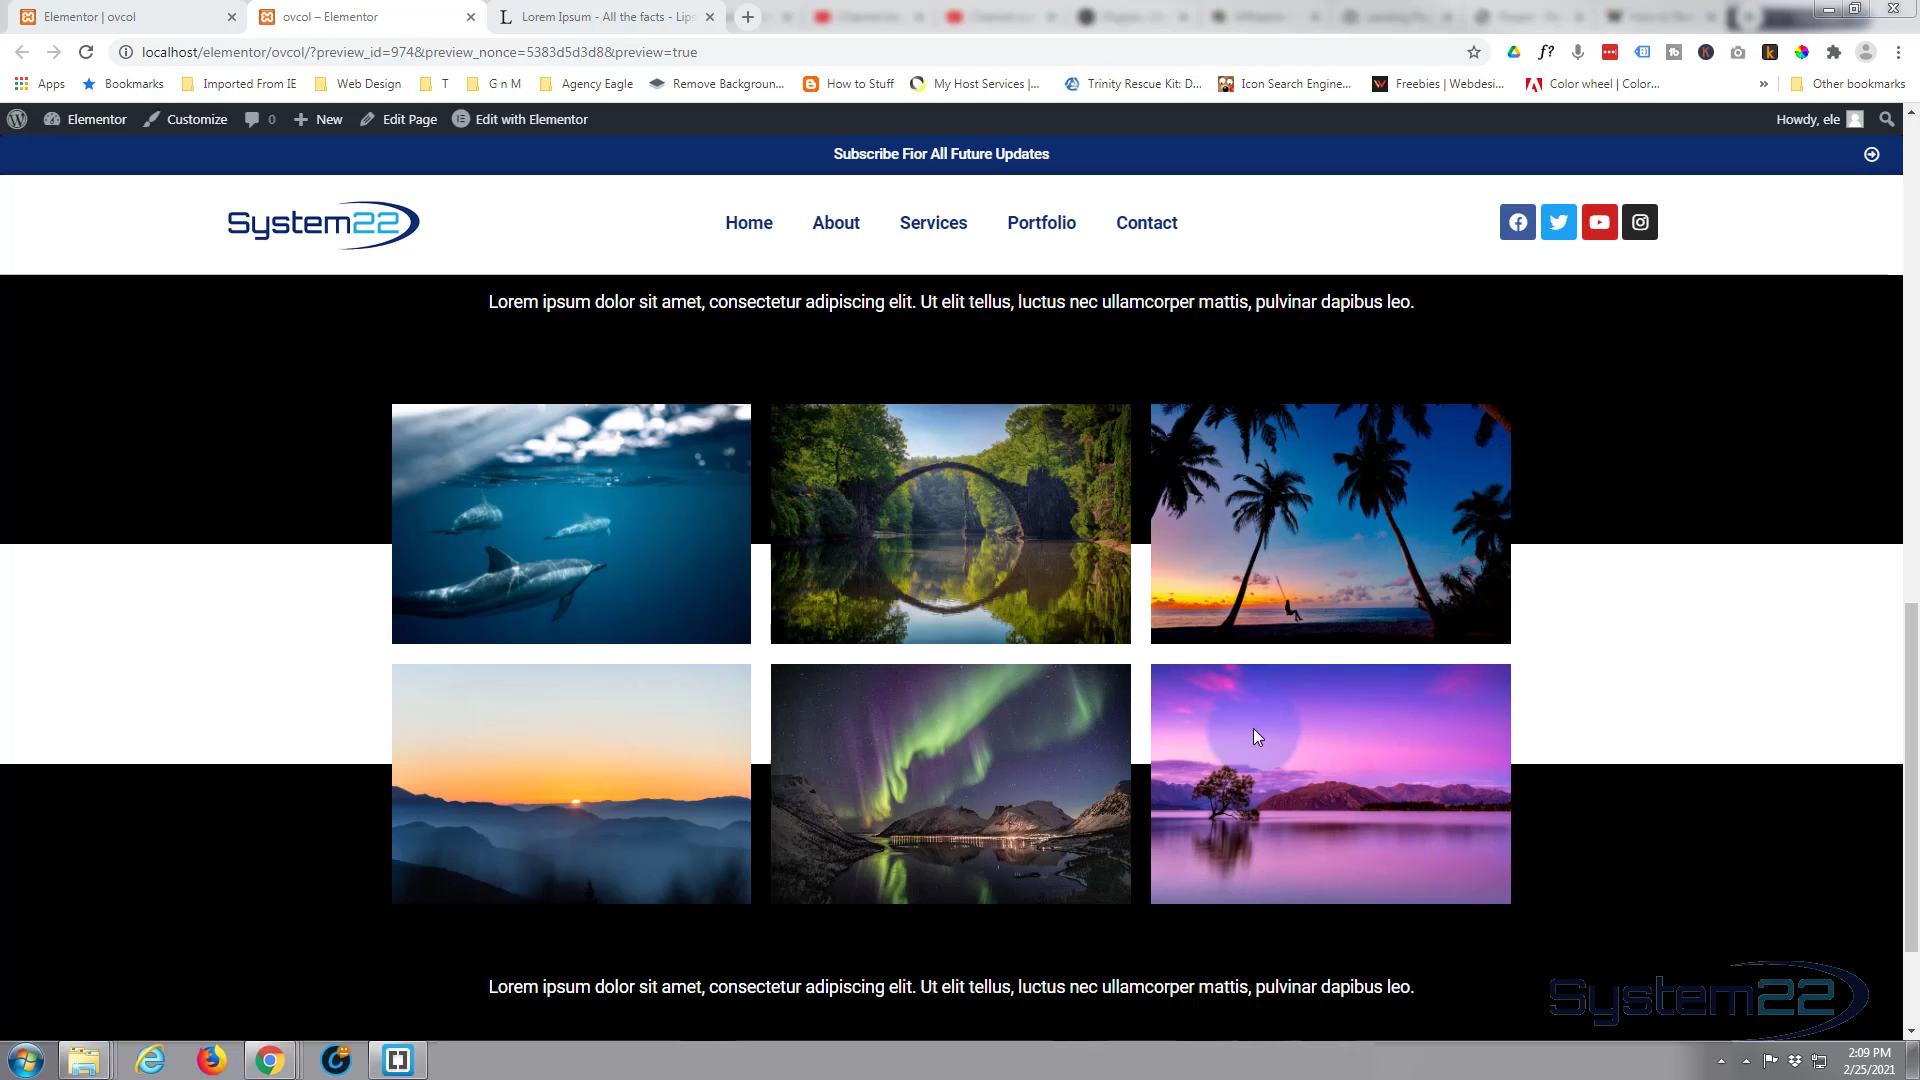 Elementor | ovcol
ovcol – Elementor
Lorem Ipsum - All the facts - Lips
localhost/elementor/ovcol/?preview_id=974&preview_nonce=5383d5d3d8&preview=true
Apps Bookmarks Imported From IE Web Design T G n M Agency Eagle Remove Backgroun... How to Stuff My Host Services |... Trinity Rescue Kit: D... Icon Search Engine... Freebies | Webdesi... Color wheel | Color... » Other bookmarks
Elementor Customize 0 New Edit Page Edit with Elementor Howdy, ele
Subscribe Fior All Future Updates
System22 Home About Services Portfolio Contact
Lorem ipsum dolor sit amet, consectetur adipiscing elit. Ut elit tellus, luctus nec ullamcorper mattis, pulvinar dapibus leo.
Lorem ipsum dolor sit amet, consectetur adipiscing elit. Ut elit tellus, luctus nec ullamcorper mattis, pulvinar dapibus leo.
System22
2:09 PM
2/25/2021